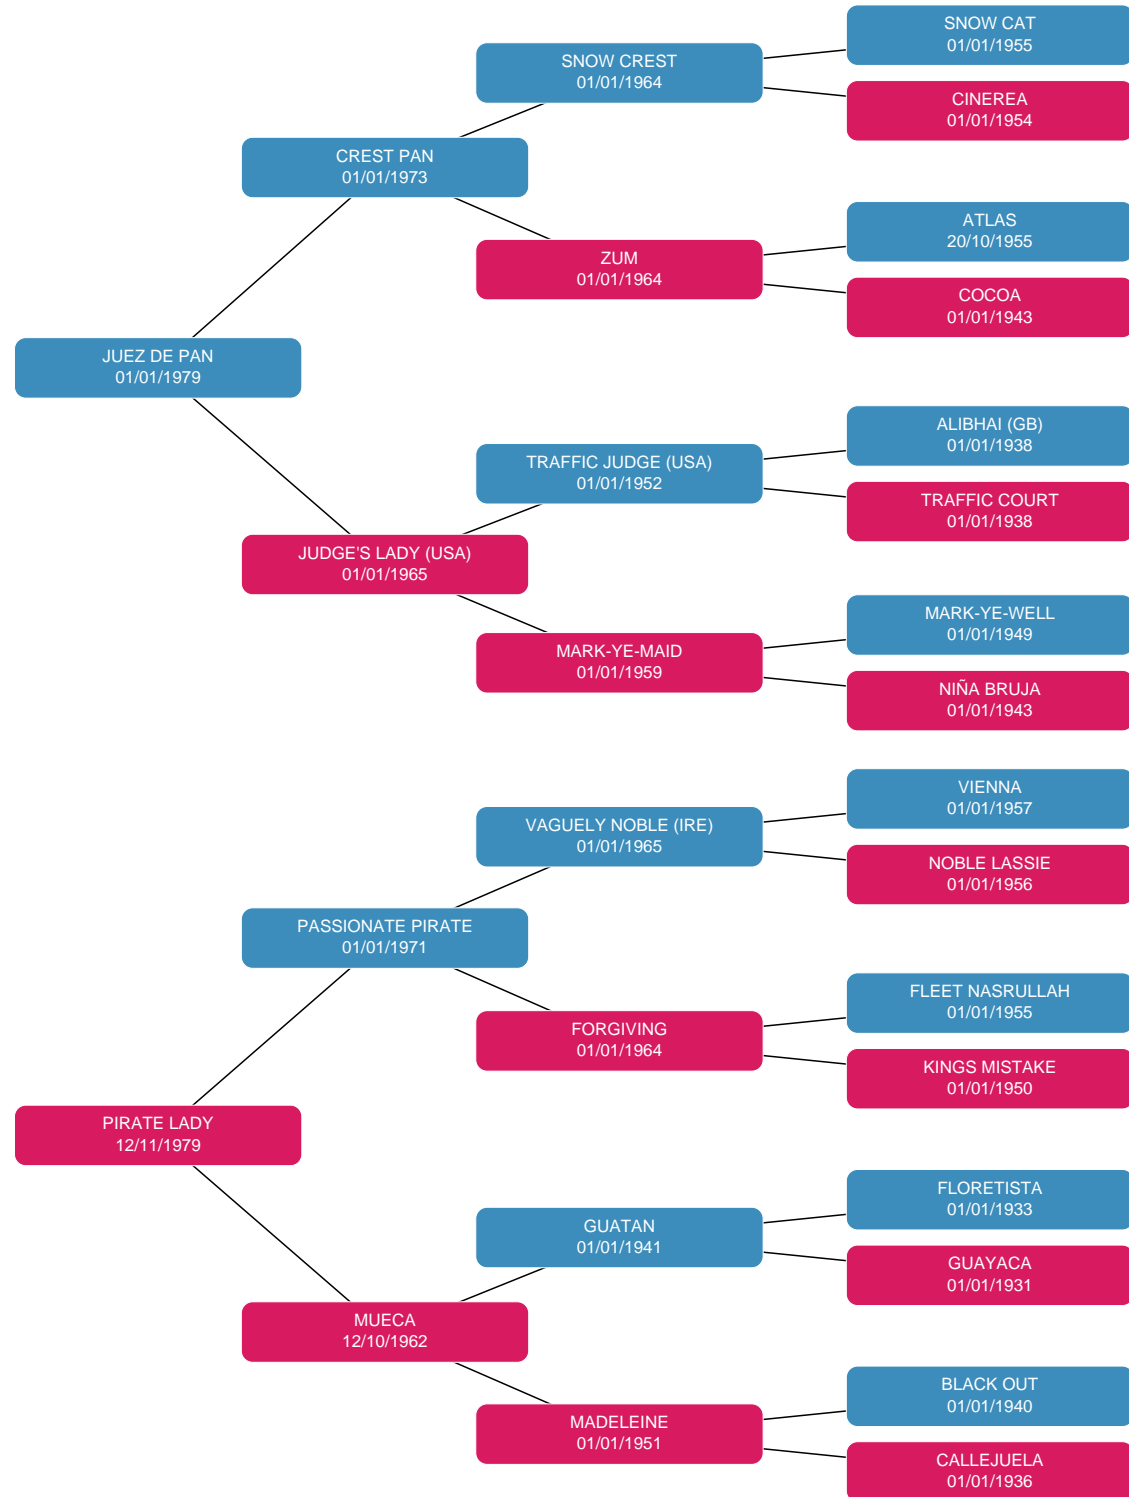 SNOW CAT
01/01/1955
SNOW CREST
01/01/1964
CINEREA
01/01/1954
CREST PAN
01/01/1973
ATLAS
20/10/1955
ZUM
01/01/1964
COCOA
01/01/1943
JUEZ DE PAN
01/01/1979
ALIBHAI (GB)
01/01/1938
TRAFFIC JUDGE (USA)
01/01/1952
TRAFFIC COURT
01/01/1938
JUDGE'S LADY (USA)
01/01/1965
MARK-YE-WELL
01/01/1949
MARK-YE-MAID
01/01/1959
NIÑA BRUJA
01/01/1943
VIENNA
01/01/1957
VAGUELY NOBLE (IRE)
01/01/1965
NOBLE LASSIE
01/01/1956
PASSIONATE PIRATE
01/01/1971
FLEET NASRULLAH
01/01/1955
FORGIVING
01/01/1964
KINGS MISTAKE
01/01/1950
PIRATE LADY
12/11/1979
FLORETISTA
01/01/1933
GUATAN
01/01/1941
GUAYACA
01/01/1931
MUECA
12/10/1962
BLACK OUT
01/01/1940
MADELEINE
01/01/1951
CALLEJUELA
01/01/1936